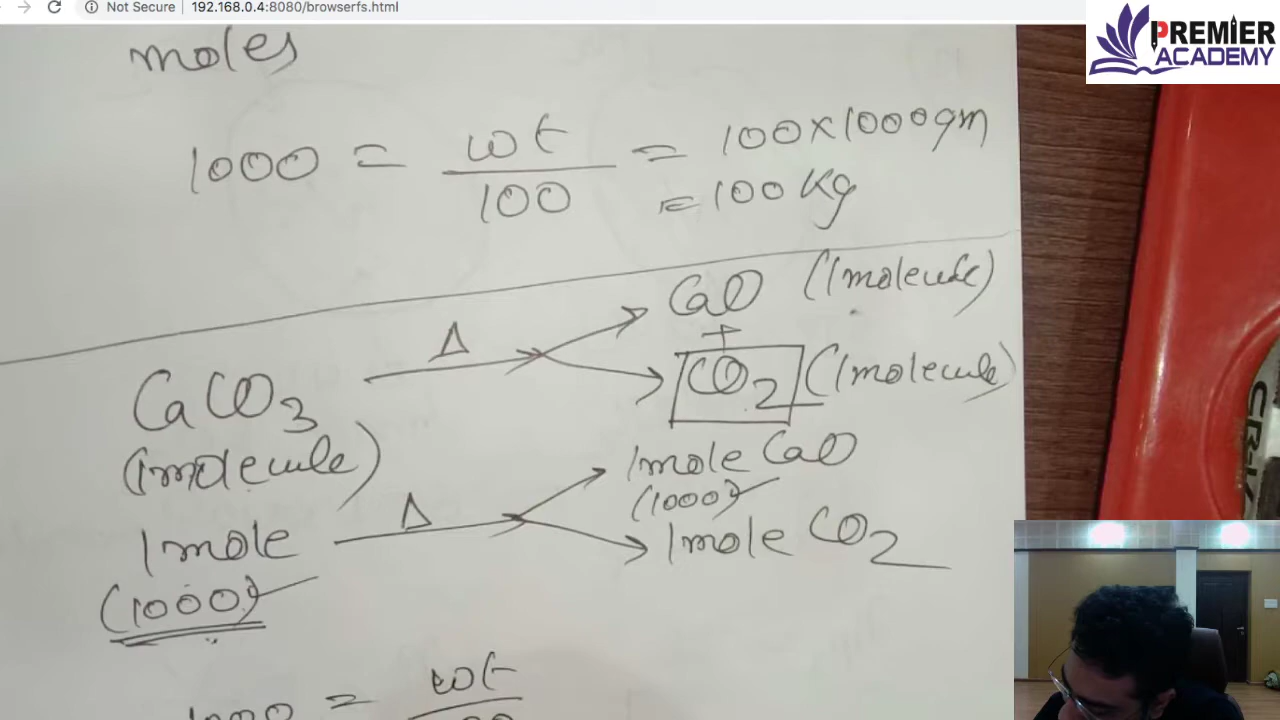 Not Secure 192.168.0.4:8080/browserfs.html
PREMIER
ACADEMY
moles
1000 = wt/100 = 100×1000gm
= 100 Kg
CaCO3 Δ CaO (1molecule)
+
CO2 (1molecule)
(1molecule)
1mole Δ 1mole CaO
(1000)
1mole CO2
(1000)
1000 = wt
CR-V